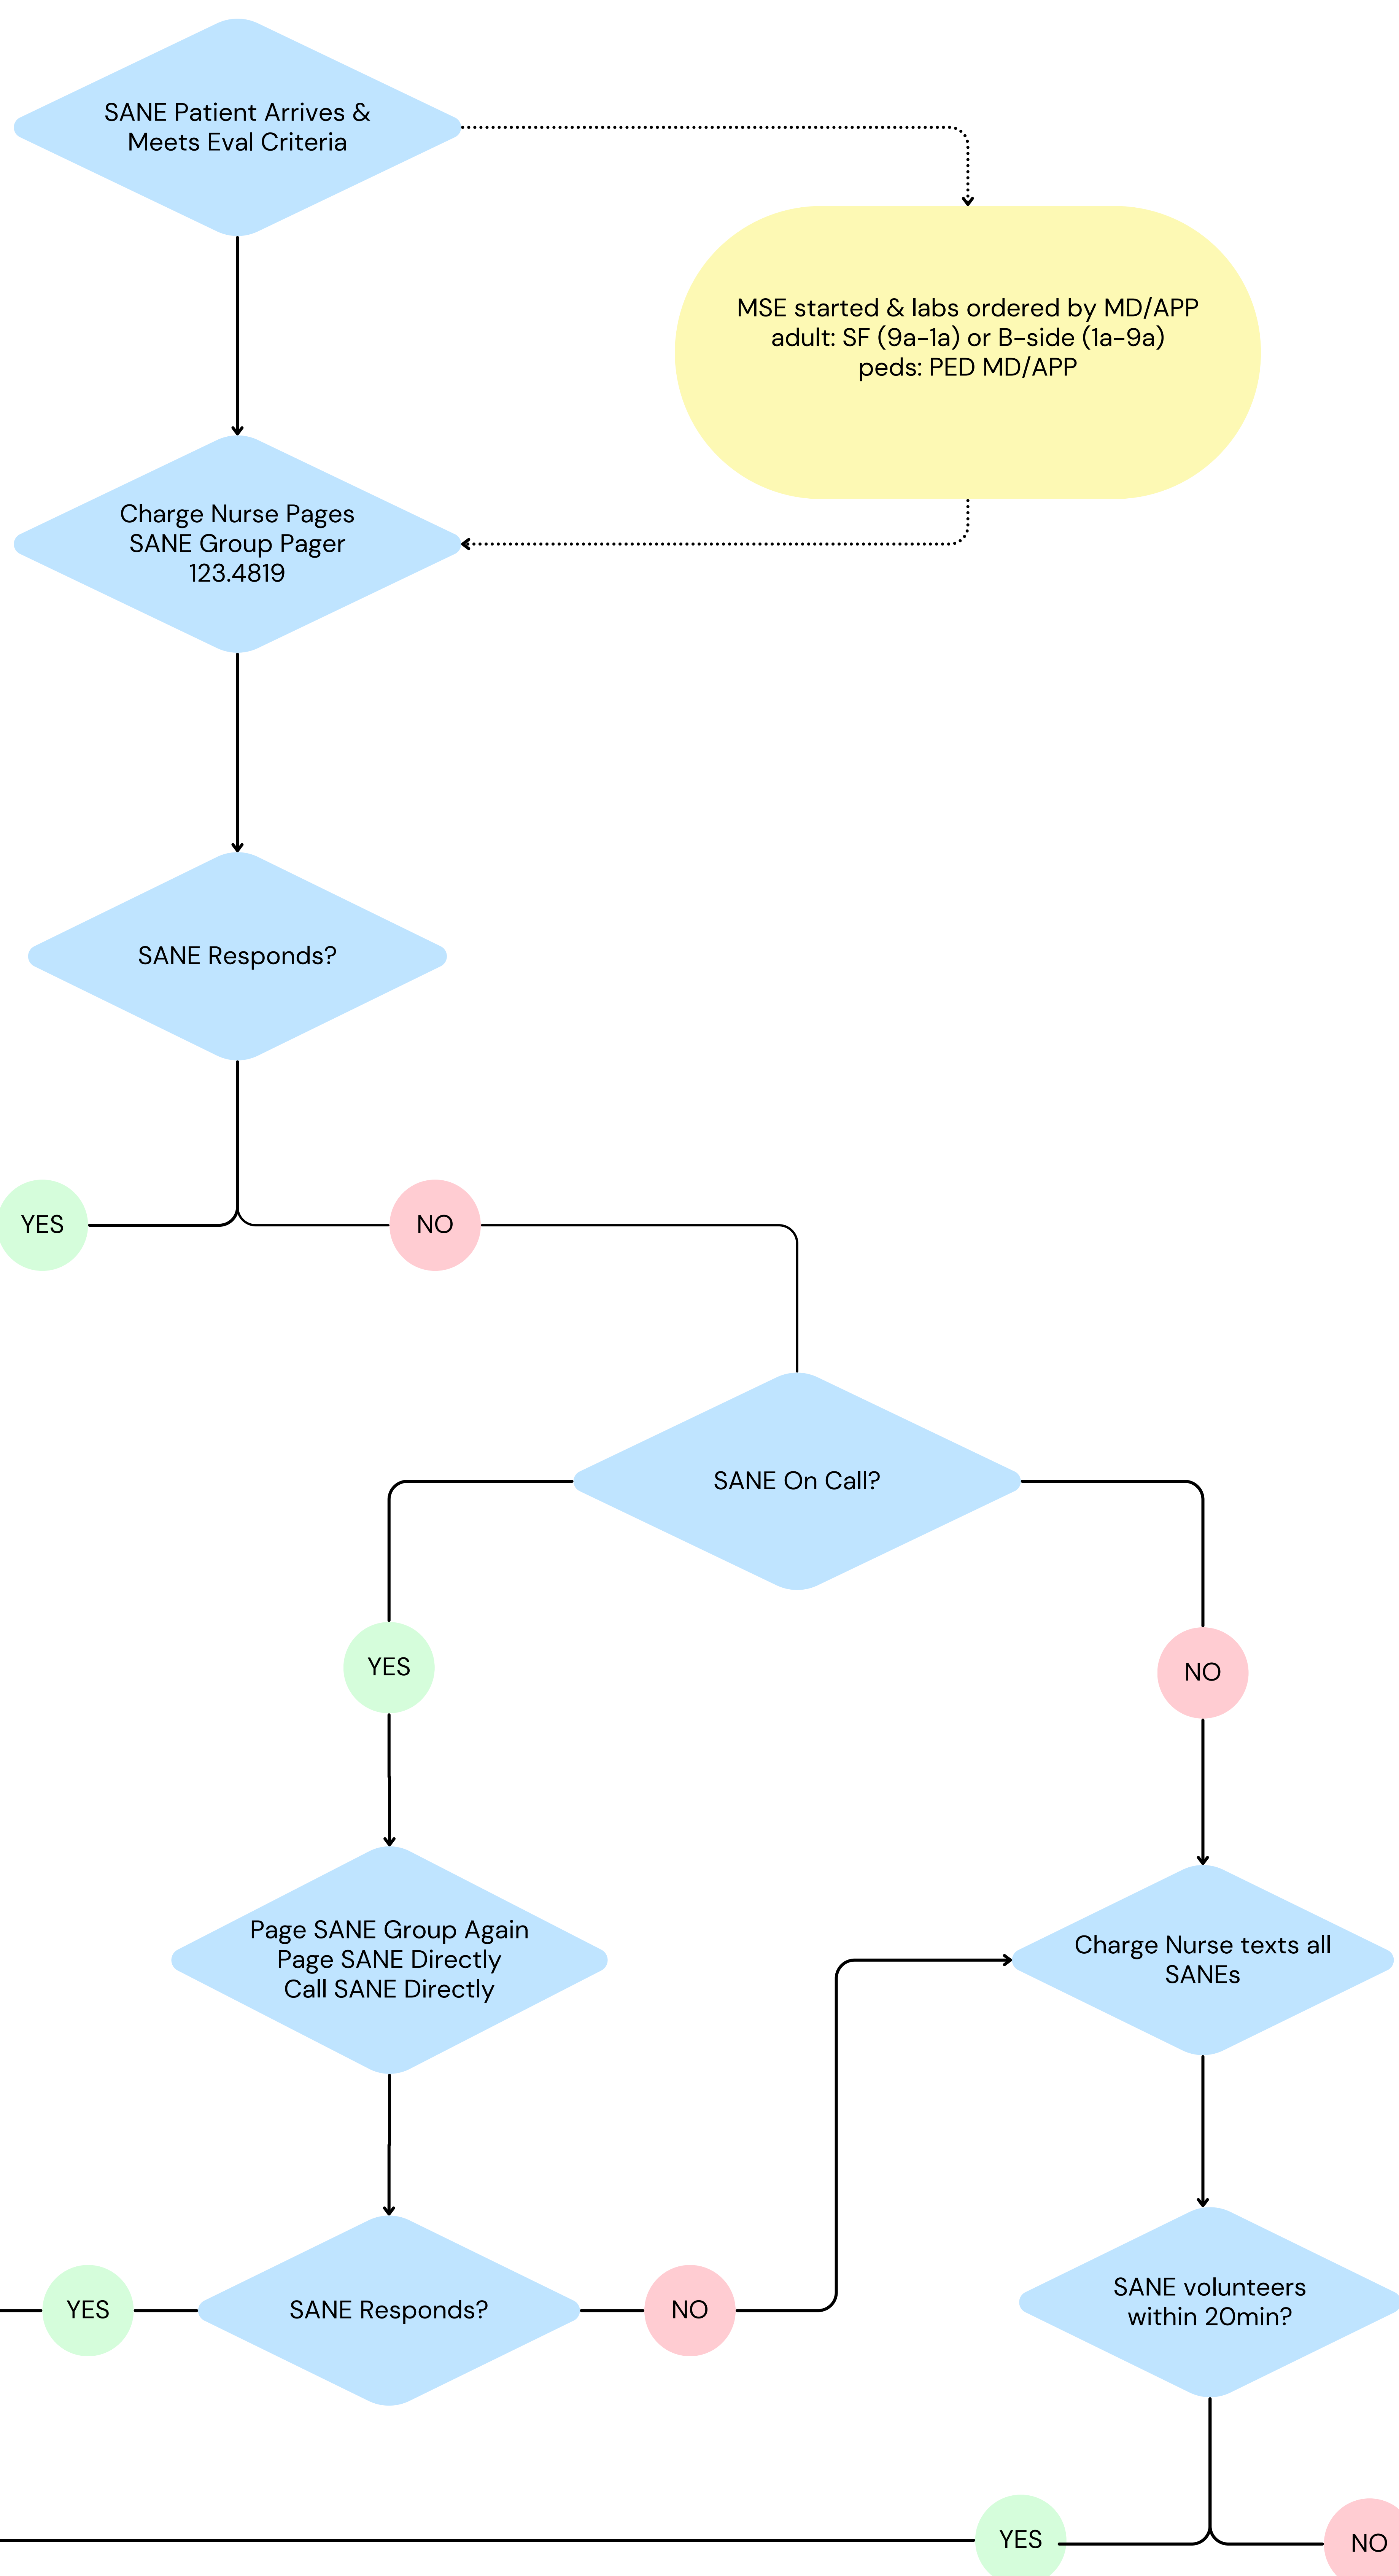 SANE Patient Arrives &
Meets Eval Criteria
MSE started & labs ordered by MD/APP
adult: SF (9a-1a) or B-side (1a-9a)
peds: PED MD/APP
Charge Nurse Pages
SANE Group Pager
123.4819
SANE Responds?
YES
NO
SANE On Call?
YES
NO
Page SANE Group Again
Page SANE Directly
Call SANE Directly
Charge Nurse texts all
SANEs
SANE Responds?
YES
NO
SANE volunteers
within 20min?
YES
NO